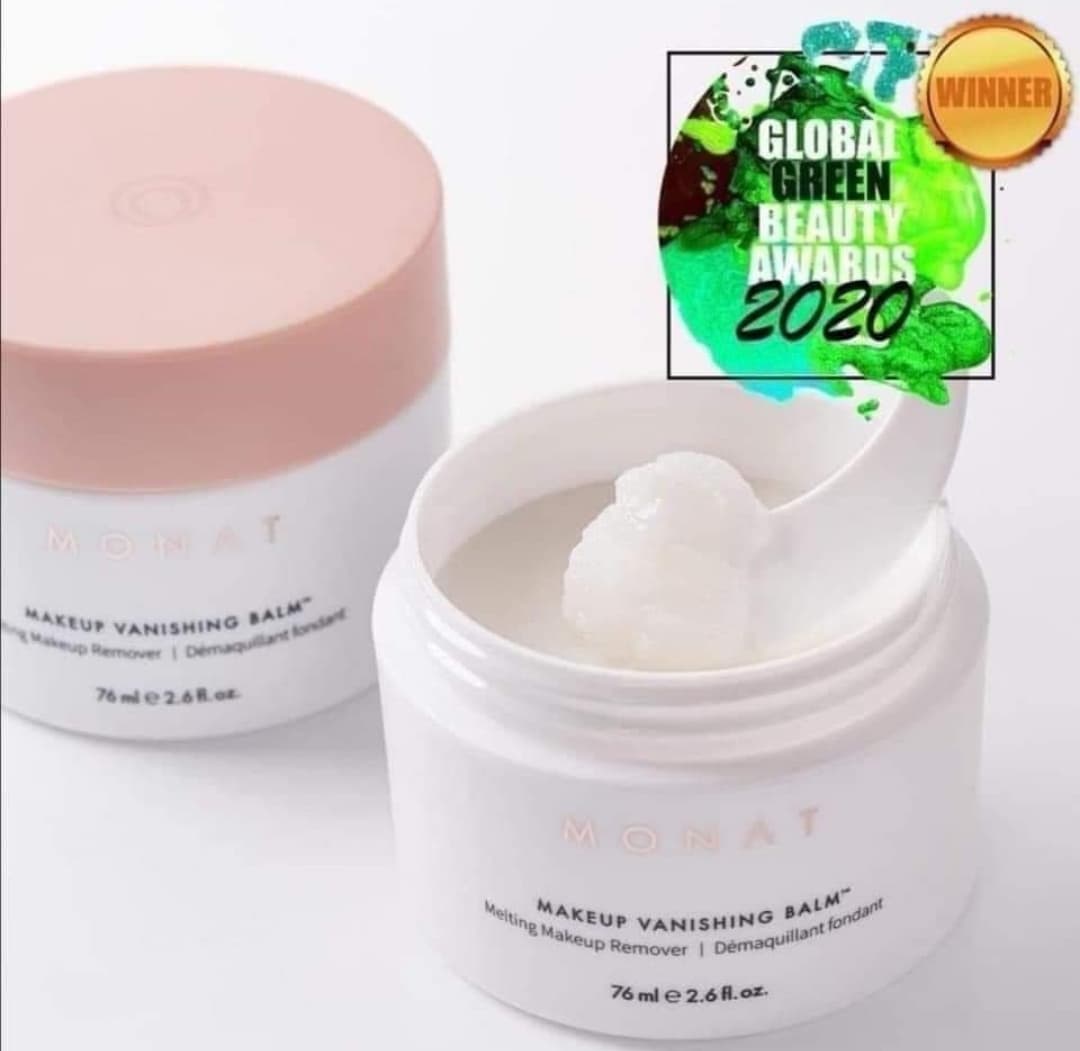 WINNER
GLOBAL
GREEN
BEAUTY
AWARDS
2020
MONAT
MAKEUP VANISHING BALM™
Makeup Remover | Démaquillant fondant
76 ml e 2.6 fl. oz.
MONAT
MAKEUP VANISHING BALM™
Melting Makeup Remover | Démaquillant fondant
76 ml e 2.6 fl. oz.